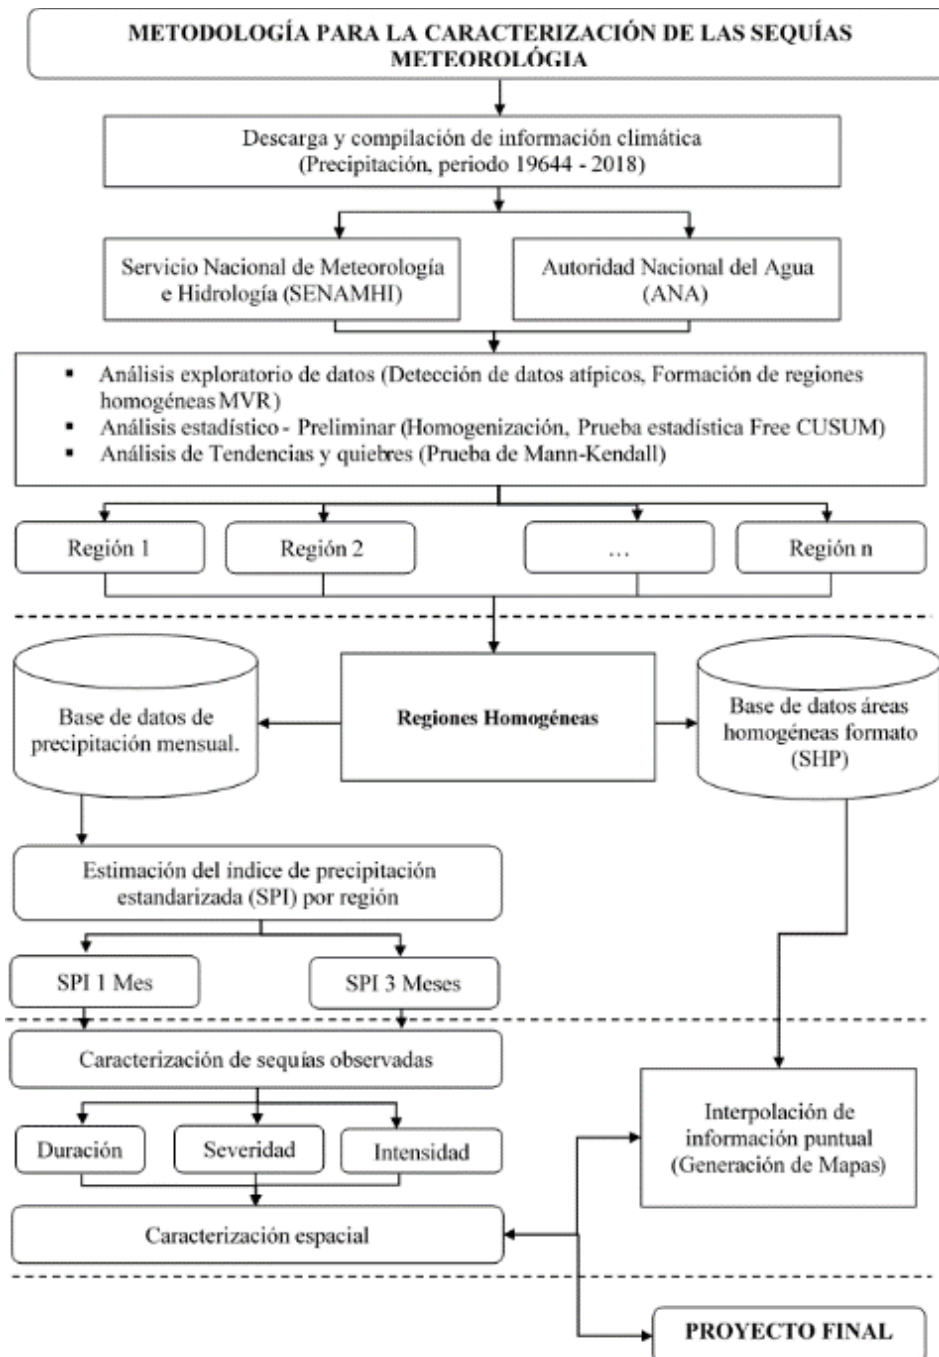 METODOLOGÍA PARA LA CARACTERIZACIÓN DE LAS SEQUÍAS
METEOROLÓGIA
Descarga y compilación de información climática
(Precipitación, periodo 19644 - 2018)
Servicio Nacional de Meteorología
e Hidrología (SENAMHI)
Autoridad Nacional del Agua
(ANA)
▪ Análisis exploratorio de datos (Detección de datos atípicos, Formación de regiones
homogéneas MVR)
▪ Análisis estadístico - Preliminar (Homogenización, Prueba estadística Free CUSUM)
▪ Análisis de Tendencias y quiebres (Prueba de Mann-Kendall)
Región 1
Región 2
...
Región n
Base de datos de
precipitación mensual.
Regiones Homogéneas
Base de datos áreas
homogéneas formato
(SHP)
Estimación del índice de precipitación
estandarizada (SPI) por región
SPI 1 Mes
SPI 3 Meses
Caracterización de sequías observadas
Duración
Severidad
Intensidad
Interpolación de
información puntual
(Generación de Mapas)
Caracterización espacial
PROYECTO FINAL